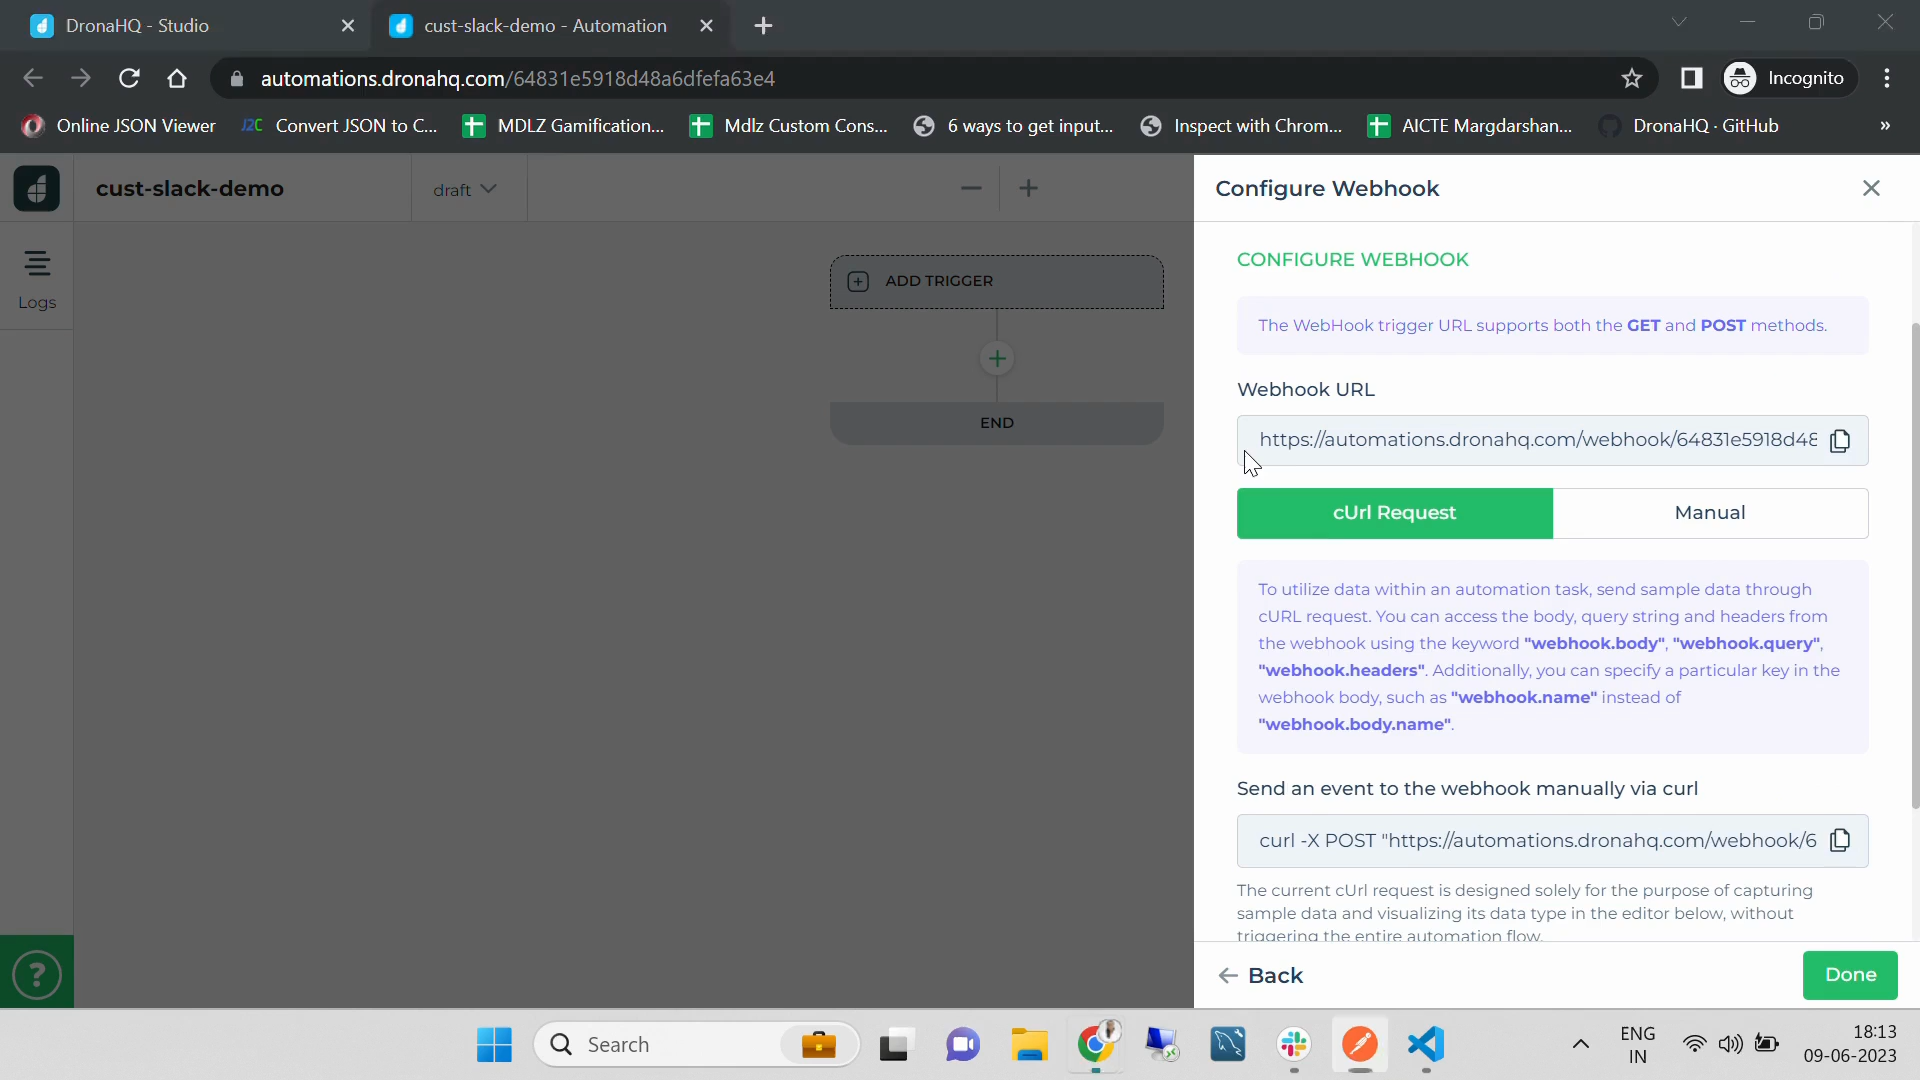 DronaHQ - Studio
cust-slack-demo - Automation
automations.dronahq.com/64831e5918d48a6dfefa63e4
Incognito
Online JSON Viewer
J2C Convert JSON to C...
MDLZ Gamification...
Mdlz Custom Cons...
6 ways to get input...
Inspect with Chrom...
AICTE Margdarshan...
DronaHQ · GitHub
»
cust-slack-demo
draft
Logs
ADD TRIGGER
END
Configure Webhook
CONFIGURE WEBHOOK
The WebHook trigger URL supports both the GET and POST methods.
Webhook URL
https://automations.dronahq.com/webhook/64831e5918d48
cUrl Request
Manual
To utilize data within an automation task, send sample data through
cURL request. You can access the body, query string and headers from
the webhook using the keyword "webhook.body", "webhook.query",
"webhook.headers". Additionally, you can specify a particular key in the
webhook body, such as "webhook.name" instead of
"webhook.body.name".
Send an event to the webhook manually via curl
curl -X POST "https://automations.dronahq.com/webhook/6
The current cUrl request is designed solely for the purpose of capturing
sample data and visualizing its data type in the editor below, without
triggering the entire automation flow.
Back
Done
?
Search
ENG
IN
18:13
09-06-2023